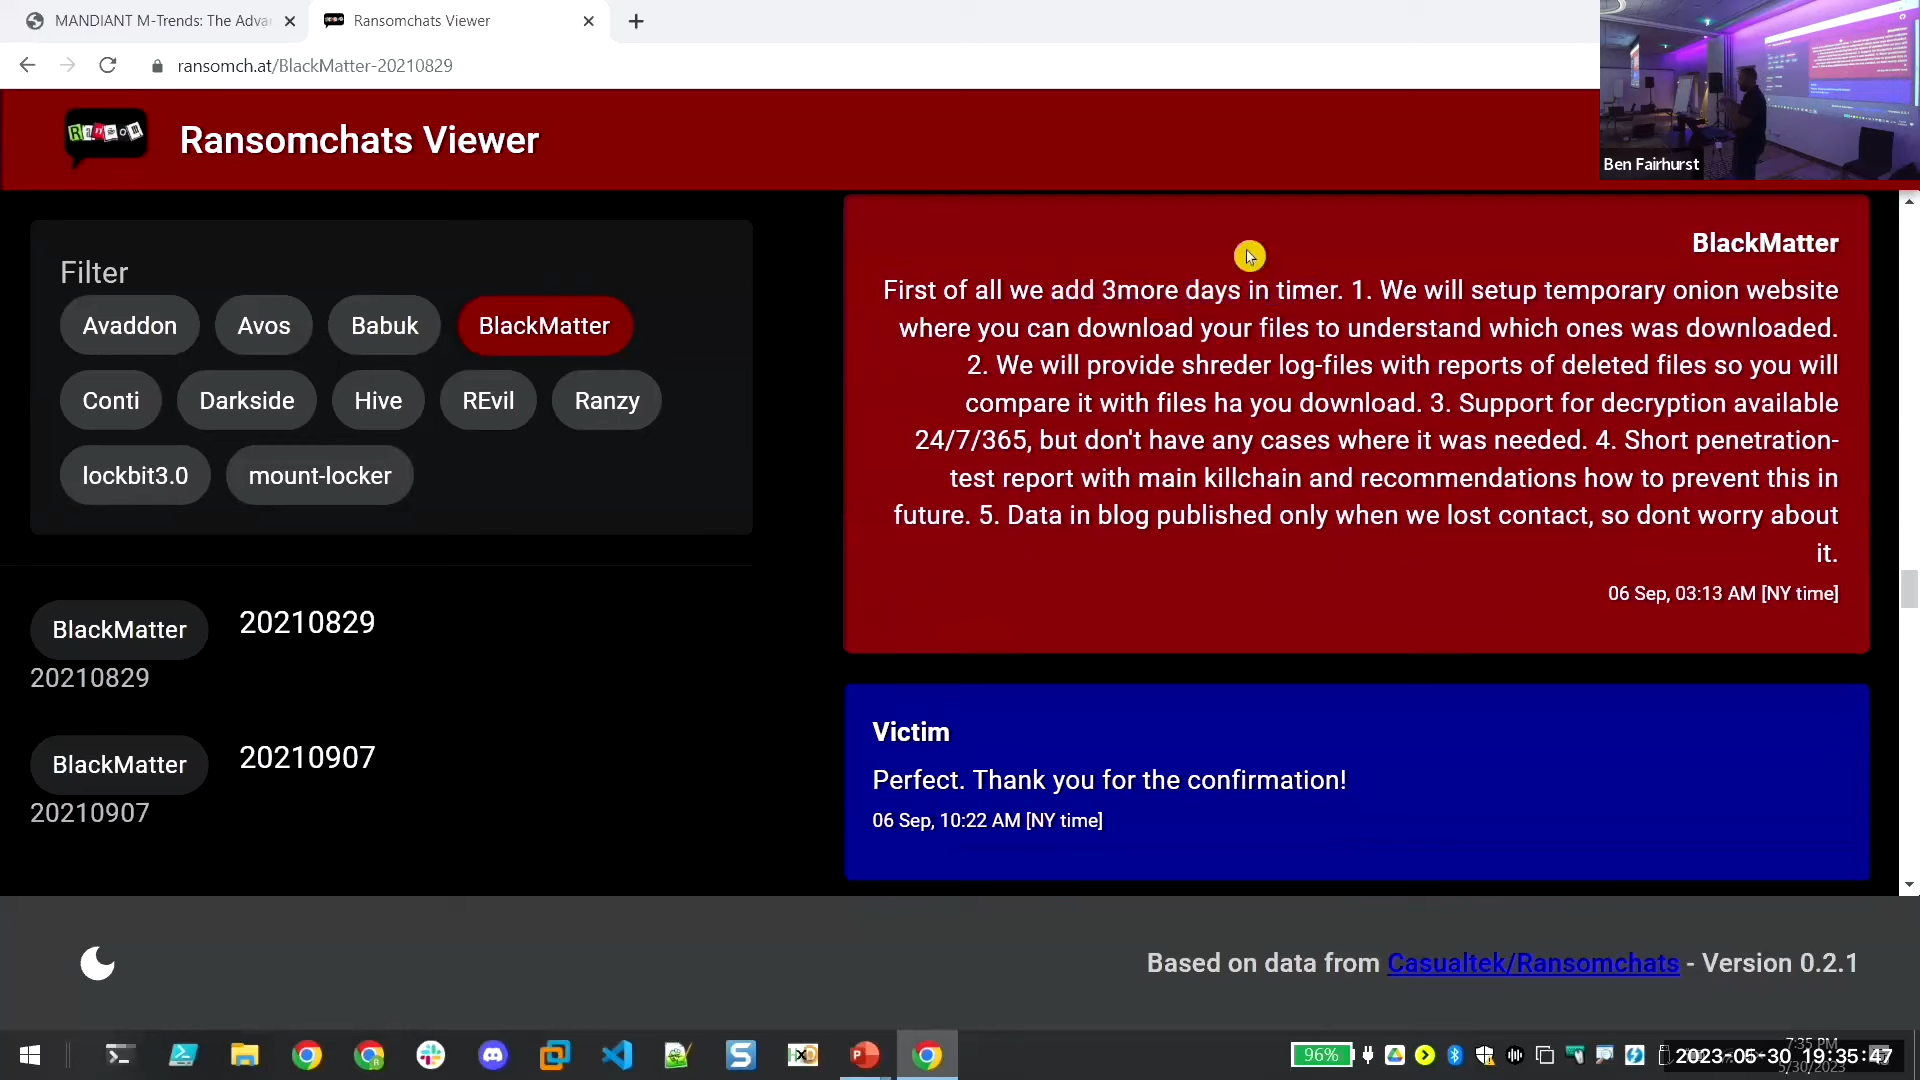 MANDIANT M-Trends: The Adva
Ransomchats Viewer
ransomch.at/BlackMatter-20210829
RANSOM
Ransomchats Viewer
Ben Fairhurst
Filter
Avaddon
Avos
Babuk
BlackMatter
Conti
Darkside
Hive
REvil
Ranzy
lockbit3.0
mount-locker
BlackMatter
20210829
20210829
BlackMatter
20210907
20210907
BlackMatter
First of all we add 3more days in timer. 1. We will setup temporary onion website
where you can download your files to understand which ones was downloaded.
2. We will provide shreder log-files with reports of deleted files so you will
compare it with files ha you download. 3. Support for decryption available
24/7/365, but don't have any cases where it was needed. 4. Short penetration-
test report with main killchain and recommendations how to prevent this in
future. 5. Data in blog published only when we lost contact, so dont worry about
it.
06 Sep, 03:13 AM [NY time]
Victim
Perfect. Thank you for the confirmation!
06 Sep, 10:22 AM [NY time]
Based on data from Casualtek/Ransomchats - Version 0.2.1
96%
7:35 PM
2023-05-30 19:35:47
5/30/2023